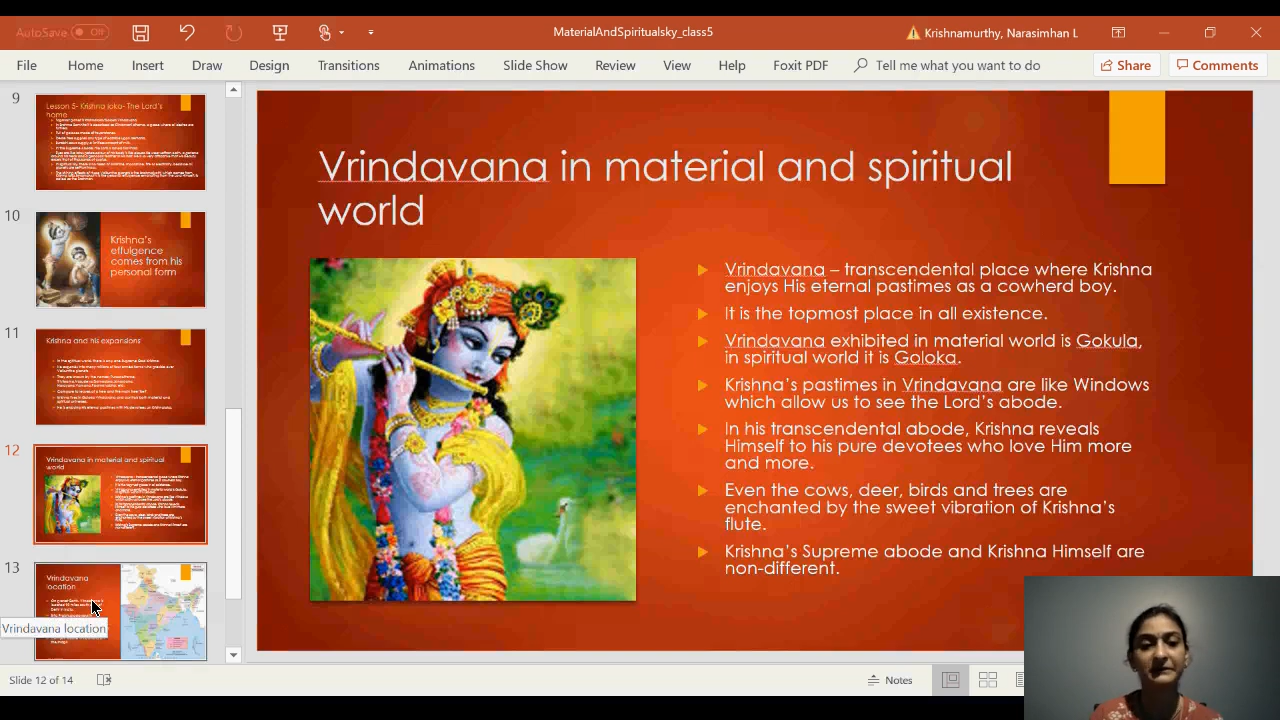 AutoSave Off
MaterialAndSpiritualsky_class5
Krishnamurthy, Narasimhan L
File Home Insert Draw Design Transitions Animations Slide Show Review View Help Foxit PDF Tell me what you want to do Share Comments
9
Lesson 5- Krishna loka- The Lord's
home
10
Krishna's
effulgence
comes from his
personal form
11
Krishna and his expansions
12
Vrindavana in material and spiritual
world
13
Vrindavana
location
Vrindavana location
Vrindavana in material and spiritual
world
Vrindavana – transcendental place where Krishna
enjoys His eternal pastimes as a cowherd boy.
It is the topmost place in all existence.
Vrindavana exhibited in material world is Gokula,
in spiritual world it is Goloka.
Krishna's pastimes in Vrindavana are like Windows
which allow us to see the Lord's abode.
In his transcendental abode, Krishna reveals
Himself to his pure devotees who love Him more
and more.
Even the cows, deer, birds and trees are
enchanted by the sweet vibration of Krishna's
flute.
Krishna's Supreme abode and Krishna Himself are
non-different.
Slide 12 of 14
Notes